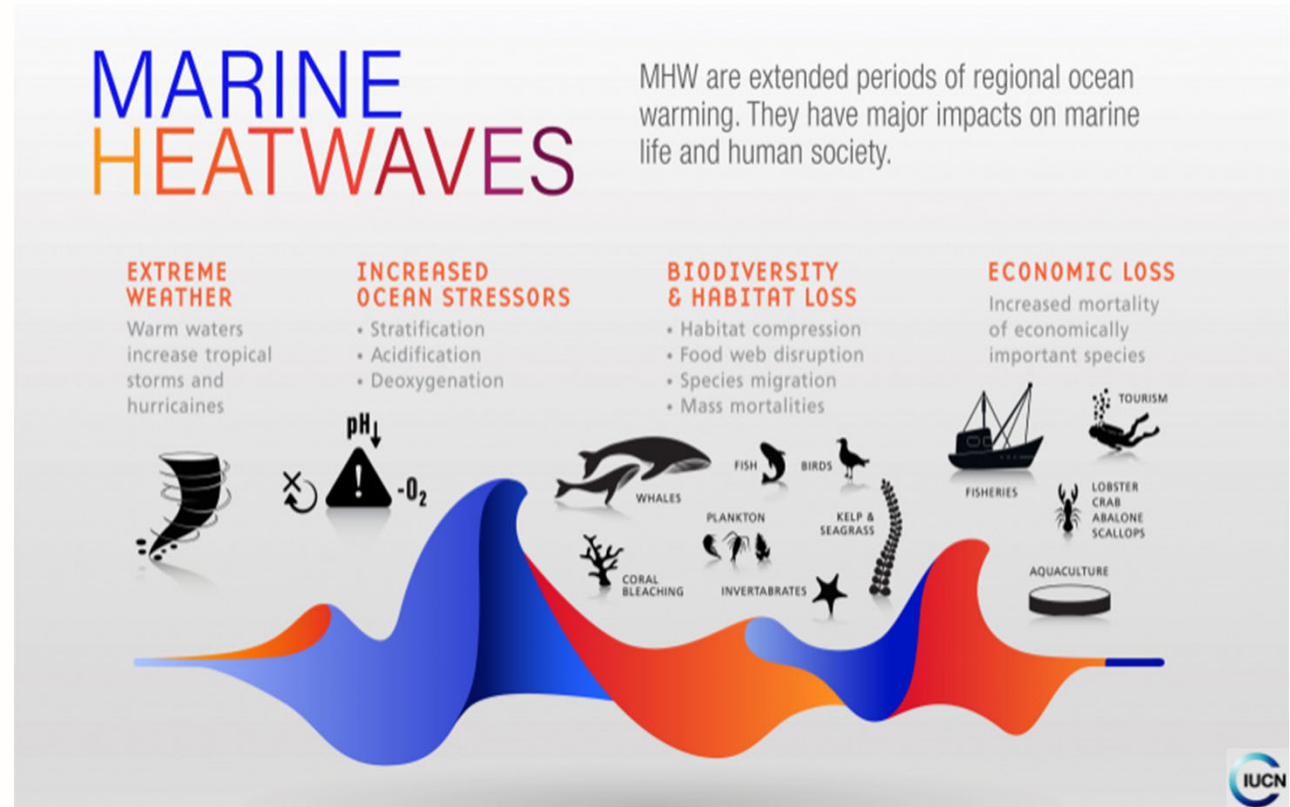 MARINE
HEATWAVES
MHW are extended periods of regional ocean
warming. They have major impacts on marine
life and human society.
EXTREME
WEATHER
Warm waters
increase tropical
storms and
hurricaines
INCREASED
OCEAN STRESSORS
• Stratification
• Acidification
• Deoxygenation
pH↓
!
-O₂
BIODIVERSITY
& HABITAT LOSS
• Habitat compression
• Food web disruption
• Species migration
• Mass mortalities
WHALES
FISH
BIRDS
PLANKTON
KELP &
SEAGRASS
CORAL
BLEACHING
INVERTABRATES
ECONOMIC LOSS
Increased mortality
of economically
important species
TOURISM
FISHERIES
LOBSTER
CRAB
ABALONE
SCALLOPS
AQUACULTURE
IUCN